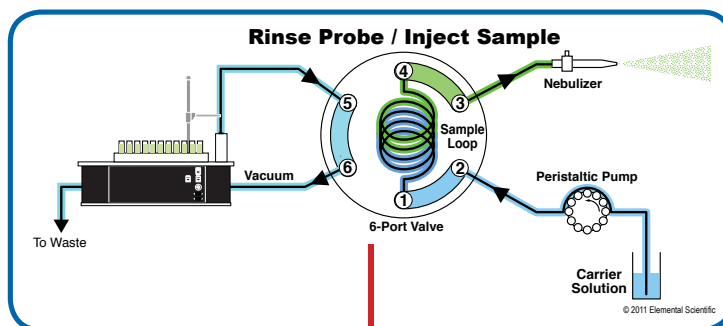 Rinse Probe / Inject Sample
4
5
3
Nebulizer
Sample
Loop
6
2
Vacuum
Peristaltic Pump
1
6-Port Valve
To Waste
Carrier
Solution
© 2011 Elemental Scientific